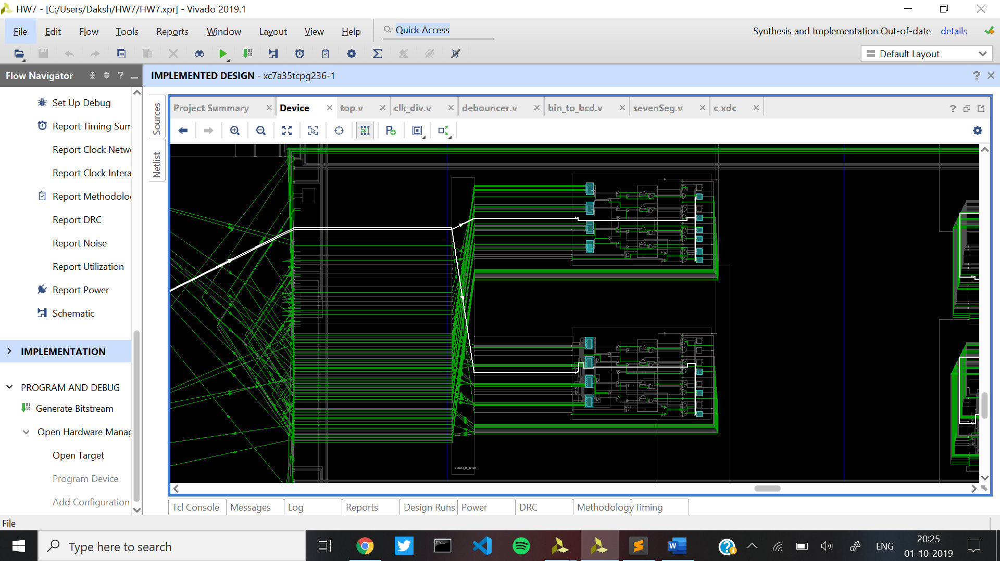 HW7 - [C:/Users/Daksh/HW7/HW7.xpr] - Vivado 2019.1
File Edit Flow Tools Reports Window Layout View Help Quick Access
Synthesis and Implementation Out-of-date details
Default Layout
Flow Navigator
IMPLEMENTED DESIGN - xc7a35tcpg236-1
Set Up Debug
Report Timing Sum
Report Clock Netwo
Report Clock Intera
Report Methodolog
Report DRC
Report Noise
Report Utilization
Report Power
Schematic
IMPLEMENTATION
PROGRAM AND DEBUG
Generate Bitstream
Open Hardware Manag
Open Target
Program Device
Add Configuration
Sources
Netlist
Project Summary Device top.v clk_div.v debouncer.v bin_to_bcd.v sevenSeg.v c.xdc
CLBLM_R_INTER
Tcl Console Messages Log Reports Design Runs Power DRC Methodology Timing
File
Type here to search
ENG
20:25
01-10-2019